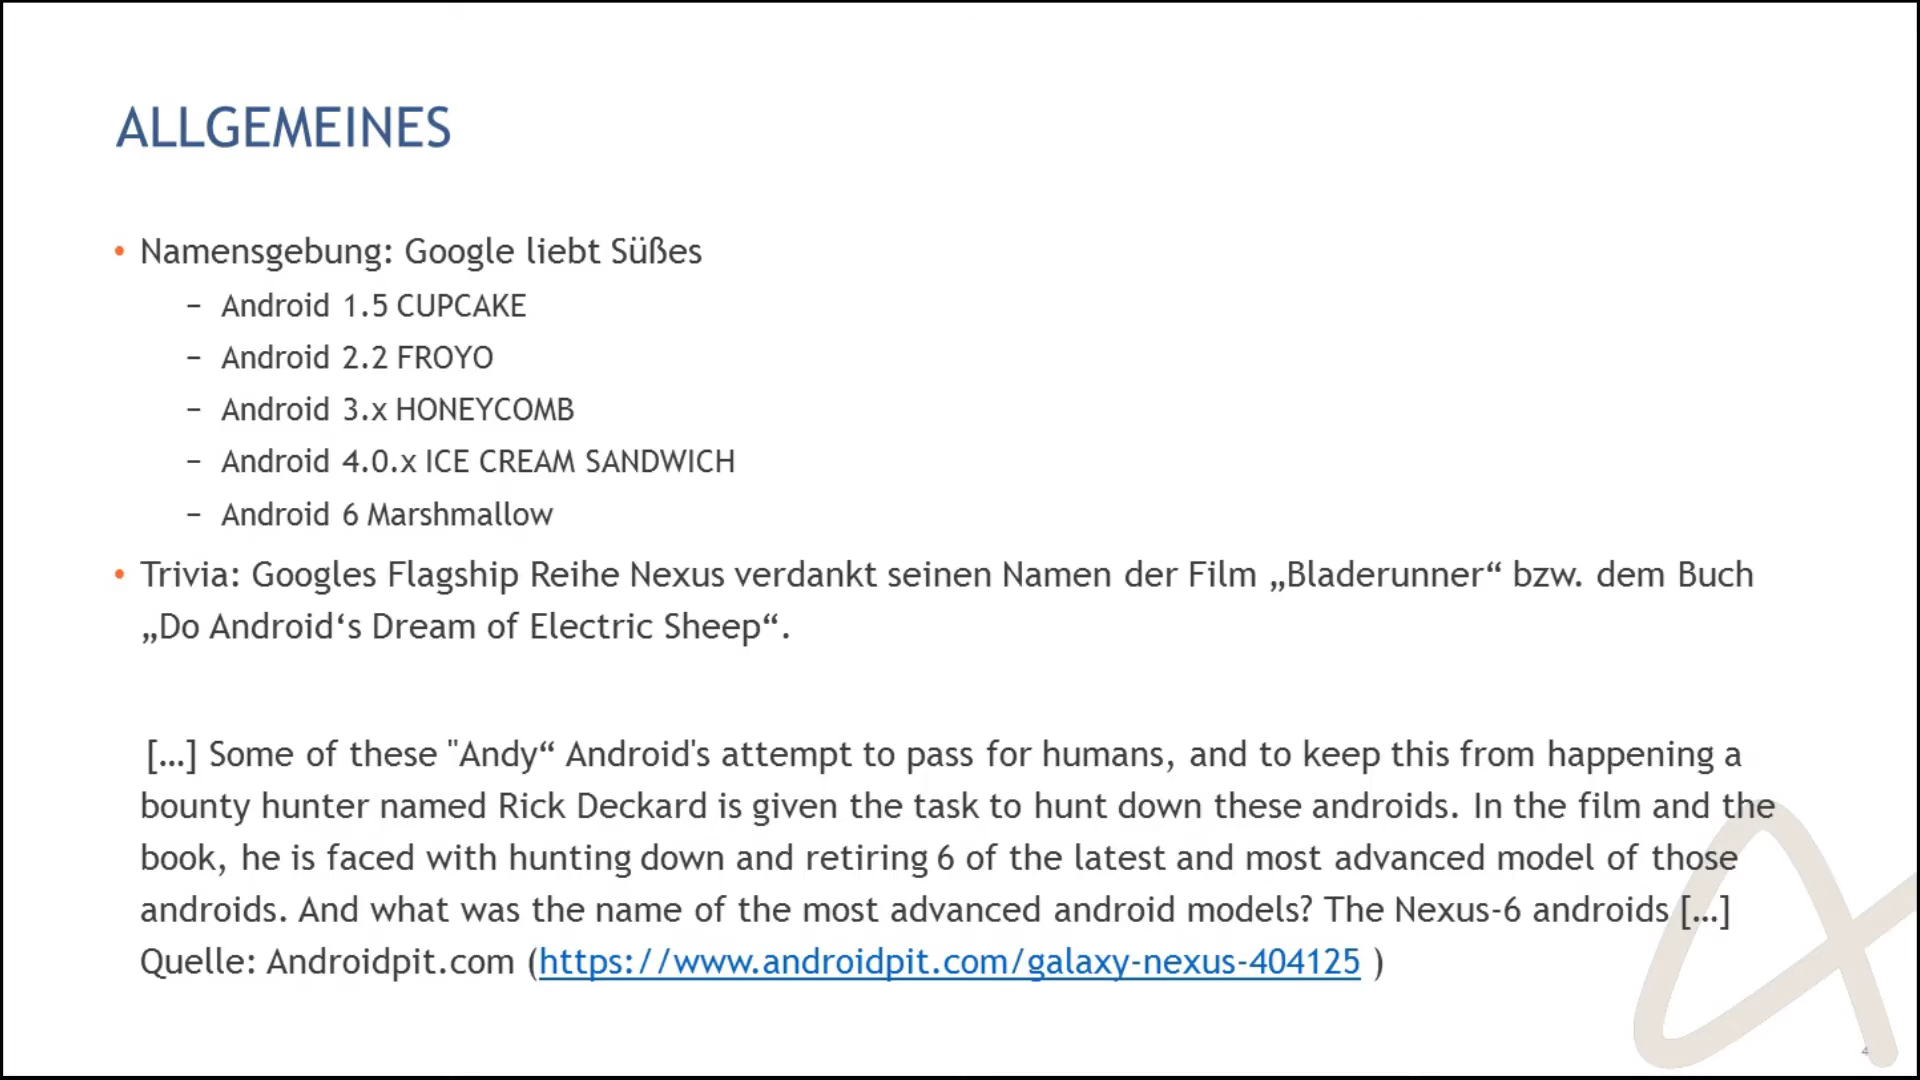 ALLGEMEINES
• Namensgebung: Google liebt Süßes
– Android 1.5 CUPCAKE
– Android 2.2 FROYO
– Android 3.x HONEYCOMB
– Android 4.0.x ICE CREAM SANDWICH
– Android 6 Marshmallow
• Trivia: Googles Flagship Reihe Nexus verdankt seinen Namen der Film „Bladerunner“ bzw. dem Buch
„Do Android‘s Dream of Electric Sheep“.
[…] Some of these "Andy“ Android's attempt to pass for humans, and to keep this from happening a
bounty hunter named Rick Deckard is given the task to hunt down these androids. In the film and the
book, he is faced with hunting down and retiring 6 of the latest and most advanced model of those
androids. And what was the name of the most advanced android models? The Nexus-6 androids […]
Quelle: Androidpit.com (https://www.androidpit.com/galaxy-nexus-404125 )
4